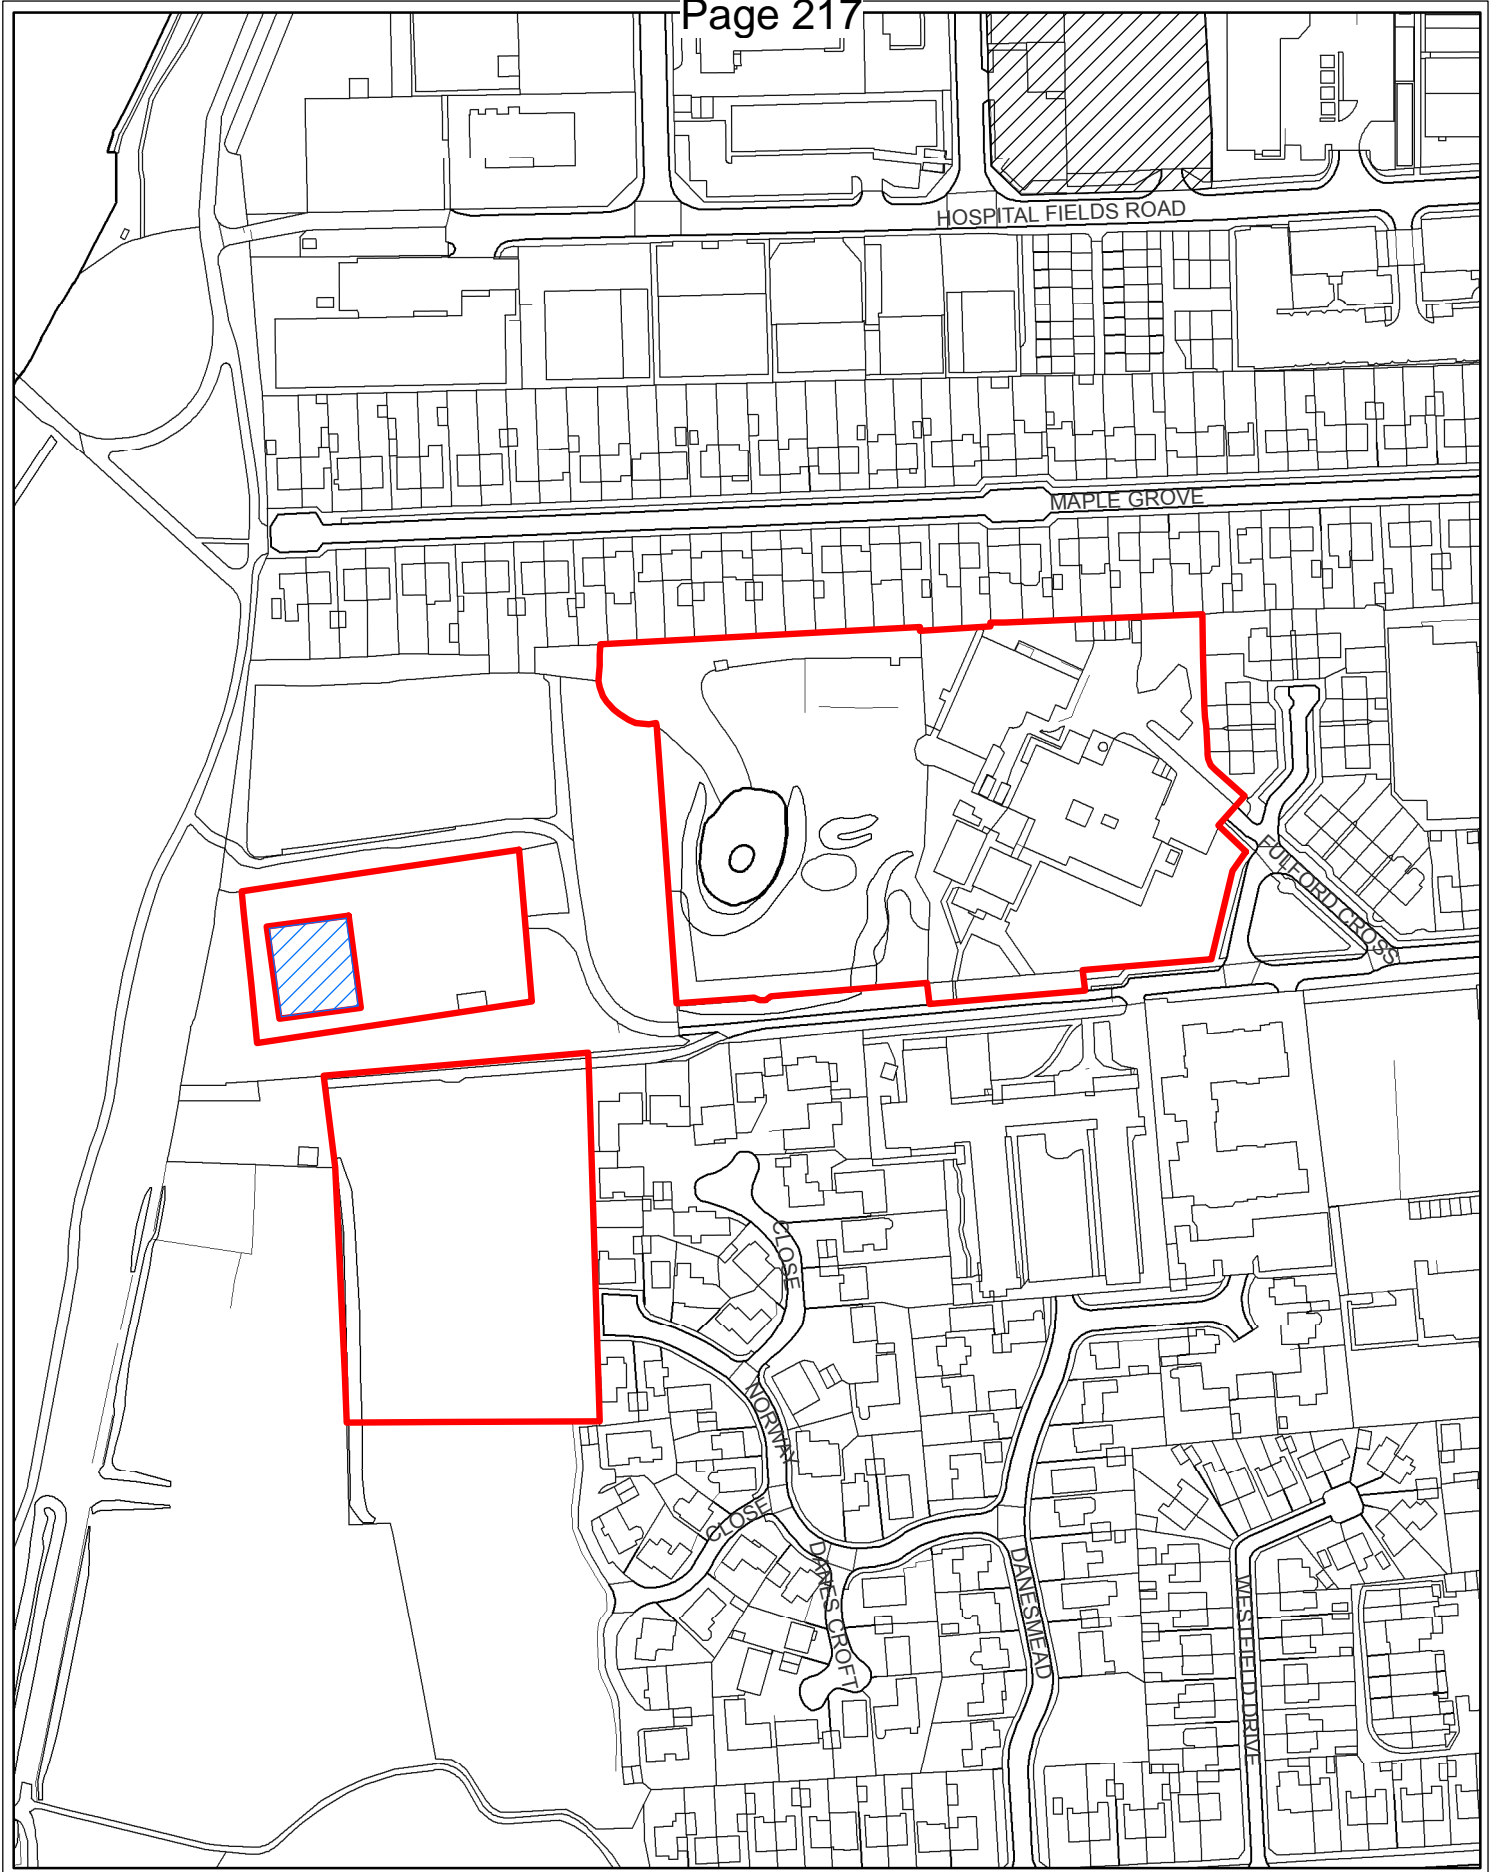 Page 217
HOSPITAL FIELDS ROAD
MAPLE GROVE
FULFORD CROSS
CLOSE
NORWAY
CLOSE
DANES CROFT
DANESMEAD
WESTFIELD DRIVE